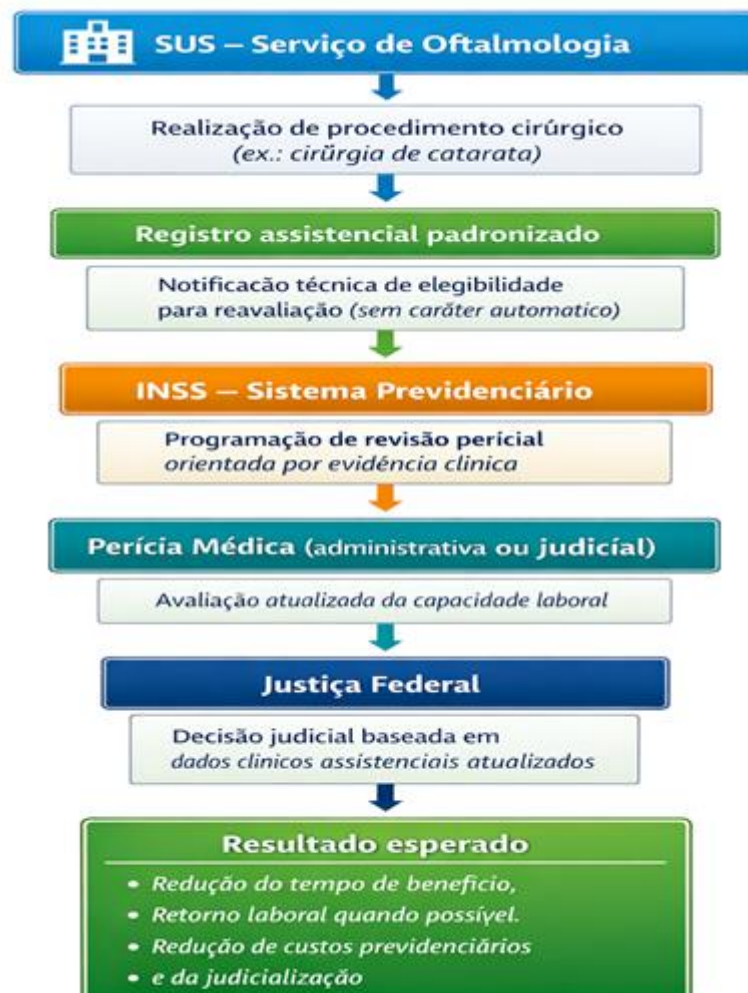 SUS – Serviço de Oftalmologia
Realização de procedimento cirúrgico
(ex.: cirürgia de catarata)
Registro assistencial padronizado
Notificacão técnica de elegibilidade
para reavaliação (sem caräter automatico)
INSS – Sistema Previdenciário
Programação de revisão perícial
orientada por evidência clinica
Perícia Médica (administrativa ou judicíal)
Avaliação atualizada da capacidade laboral
Justiça Federal
Decisão judicial baseada em
dados clinicos assistenciais atualizados
Resultado esperado
• Redução do tempo de beneficio,
• Retorno laboral quando possível.
• Redução de custos previdenciários
• e da judicialização